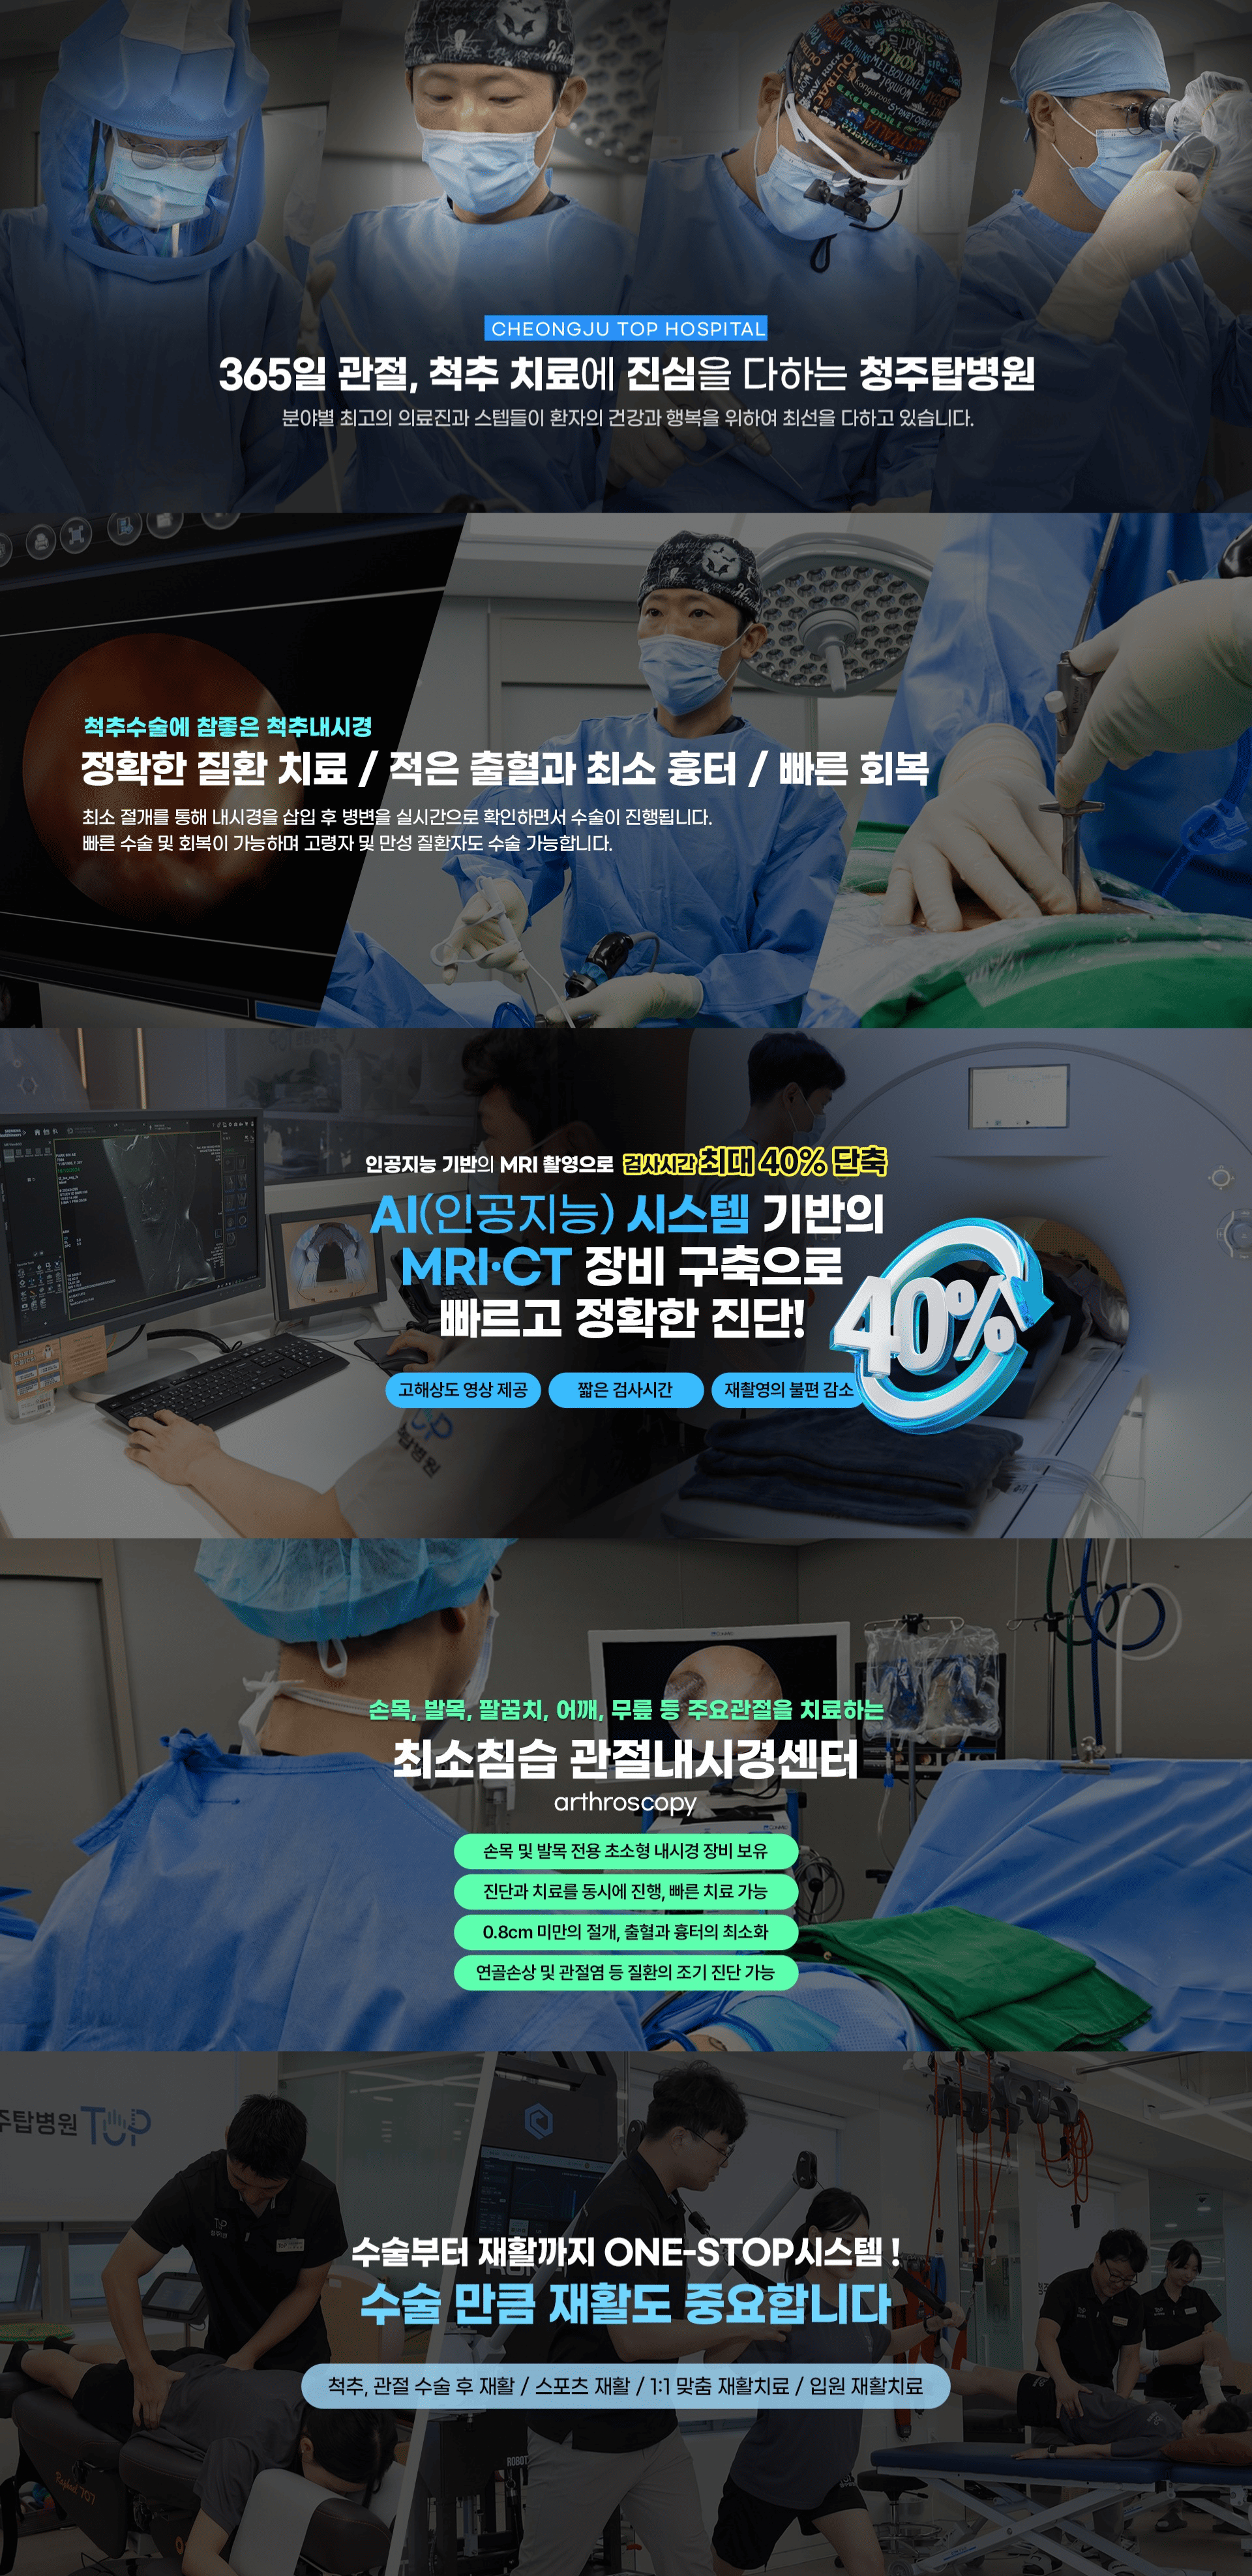 CHEONGJU TOP HOSPITAL
365일 관절, 척추 치료에 진심을 다하는 청주탑병원
분야별 최고의 의료진과 스텝들이 환자의 건강과 행복을 위하여 최선을 다하고 있습니다.
척추수술에 참좋은 척추내시경
정확한 질환 치료 / 적은 출혈과 최소 흉터 / 빠른 회복
최소 절개를 통해 내시경을 삽입 후 병변을 실시간으로 확인하면서 수술이 진행됩니다.
빠른 수술 및 회복이 가능하며 고령자 및 만성 질환자도 수술 가능합니다.
인공지능 기반의 MRI 촬영으로 검사시간 최대 40% 단축
AI(인공지능) 시스템 기반의
MRI·CT 장비 구축으로
빠르고 정확한 진단!
40%
고해상도 영상 제공
짧은 검사시간
재촬영의 불편 감소
손목, 발목, 팔꿈치, 어깨, 무릎 등 주요관절을 치료하는
최소침습 관절내시경센터
arthroscopy
손목 및 발목 전용 초소형 내시경 장비 보유
진단과 치료를 동시에 진행, 빠른 치료 가능
0.8cm 미만의 절개, 출혈과 흉터의 최소화
연골손상 및 관절염 등 질환의 조기 진단 가능
주탑병원 TOP
수술부터 재활까지 ONE-STOP시스템 !
수술 만큼 재활도 중요합니다
척추, 관절 수술 후 재활 / 스포츠 재활 / 1:1 맞춤 재활치료 / 입원 재활치료
ROBOT
Raphael 707